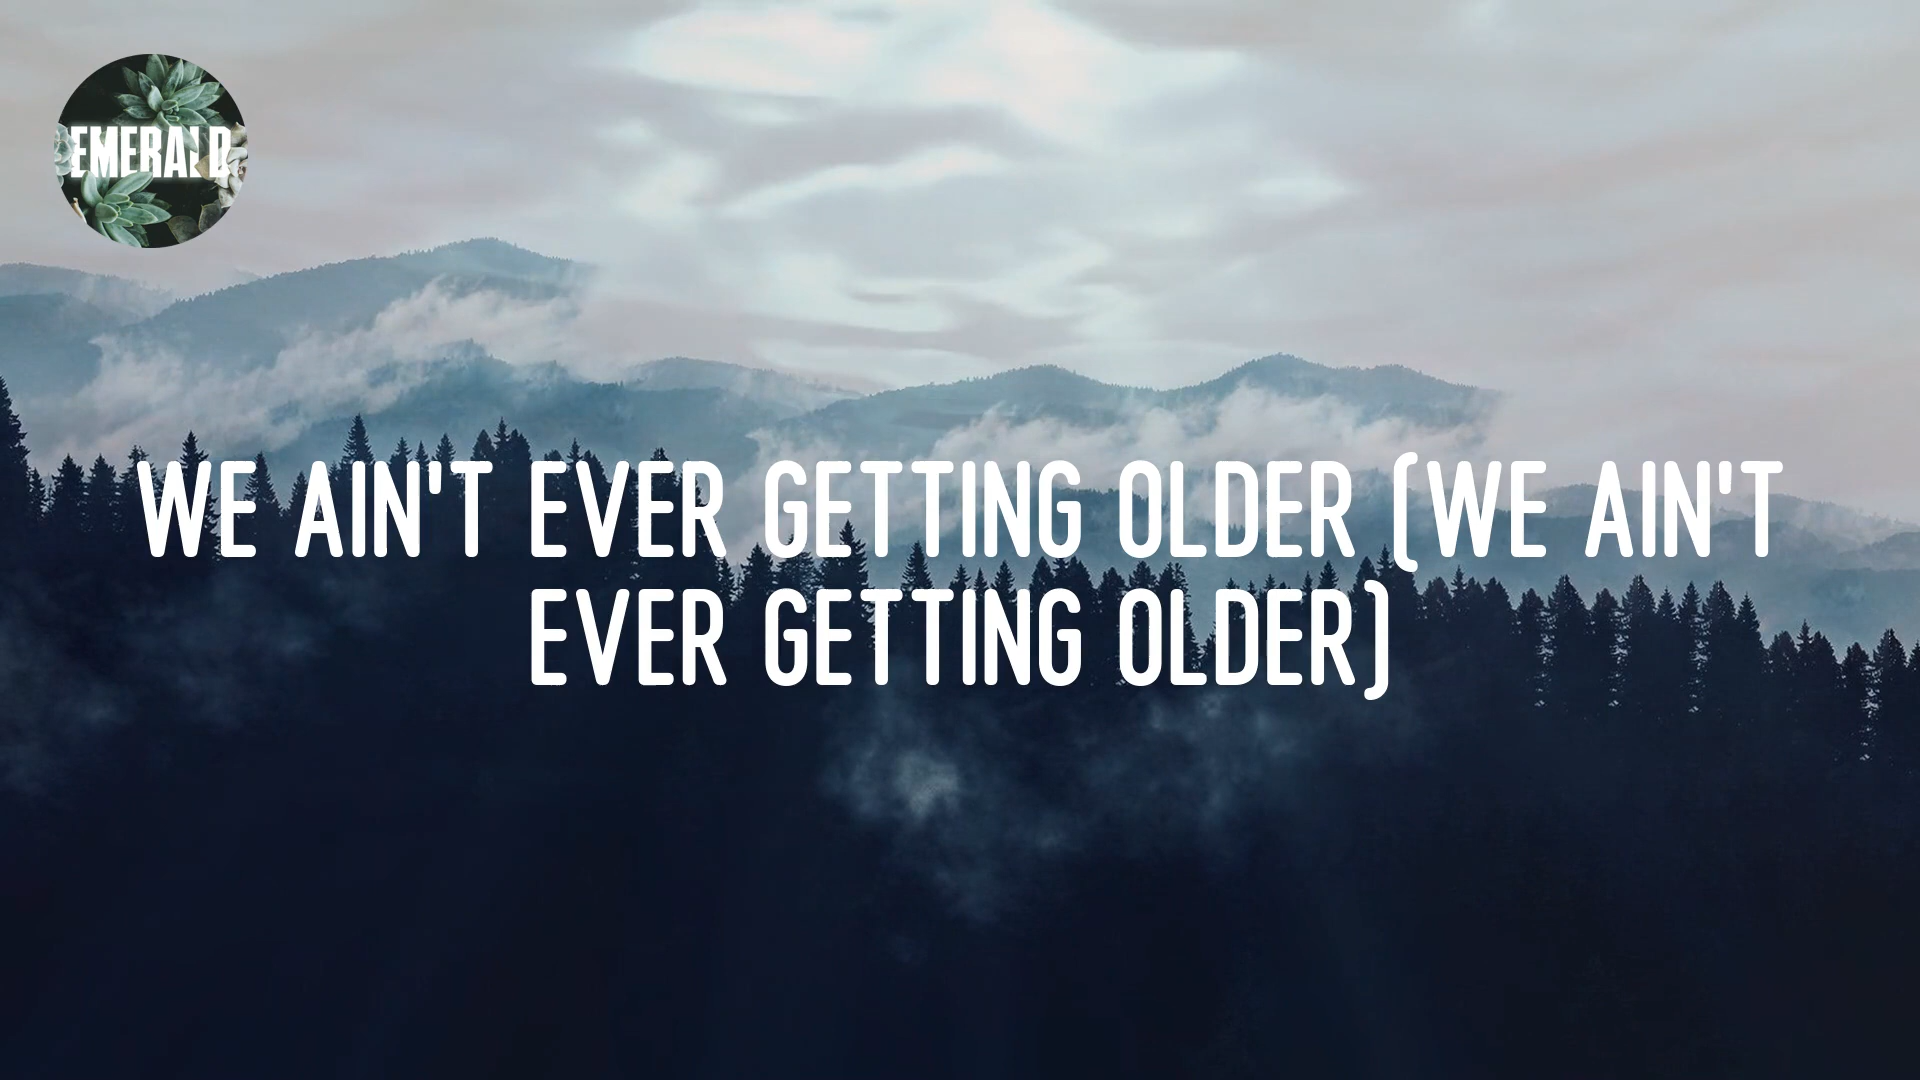 EMERALD
WE AIN'T EVER GETTING OLDER (WE AIN'T
EVER GETTING OLDER)